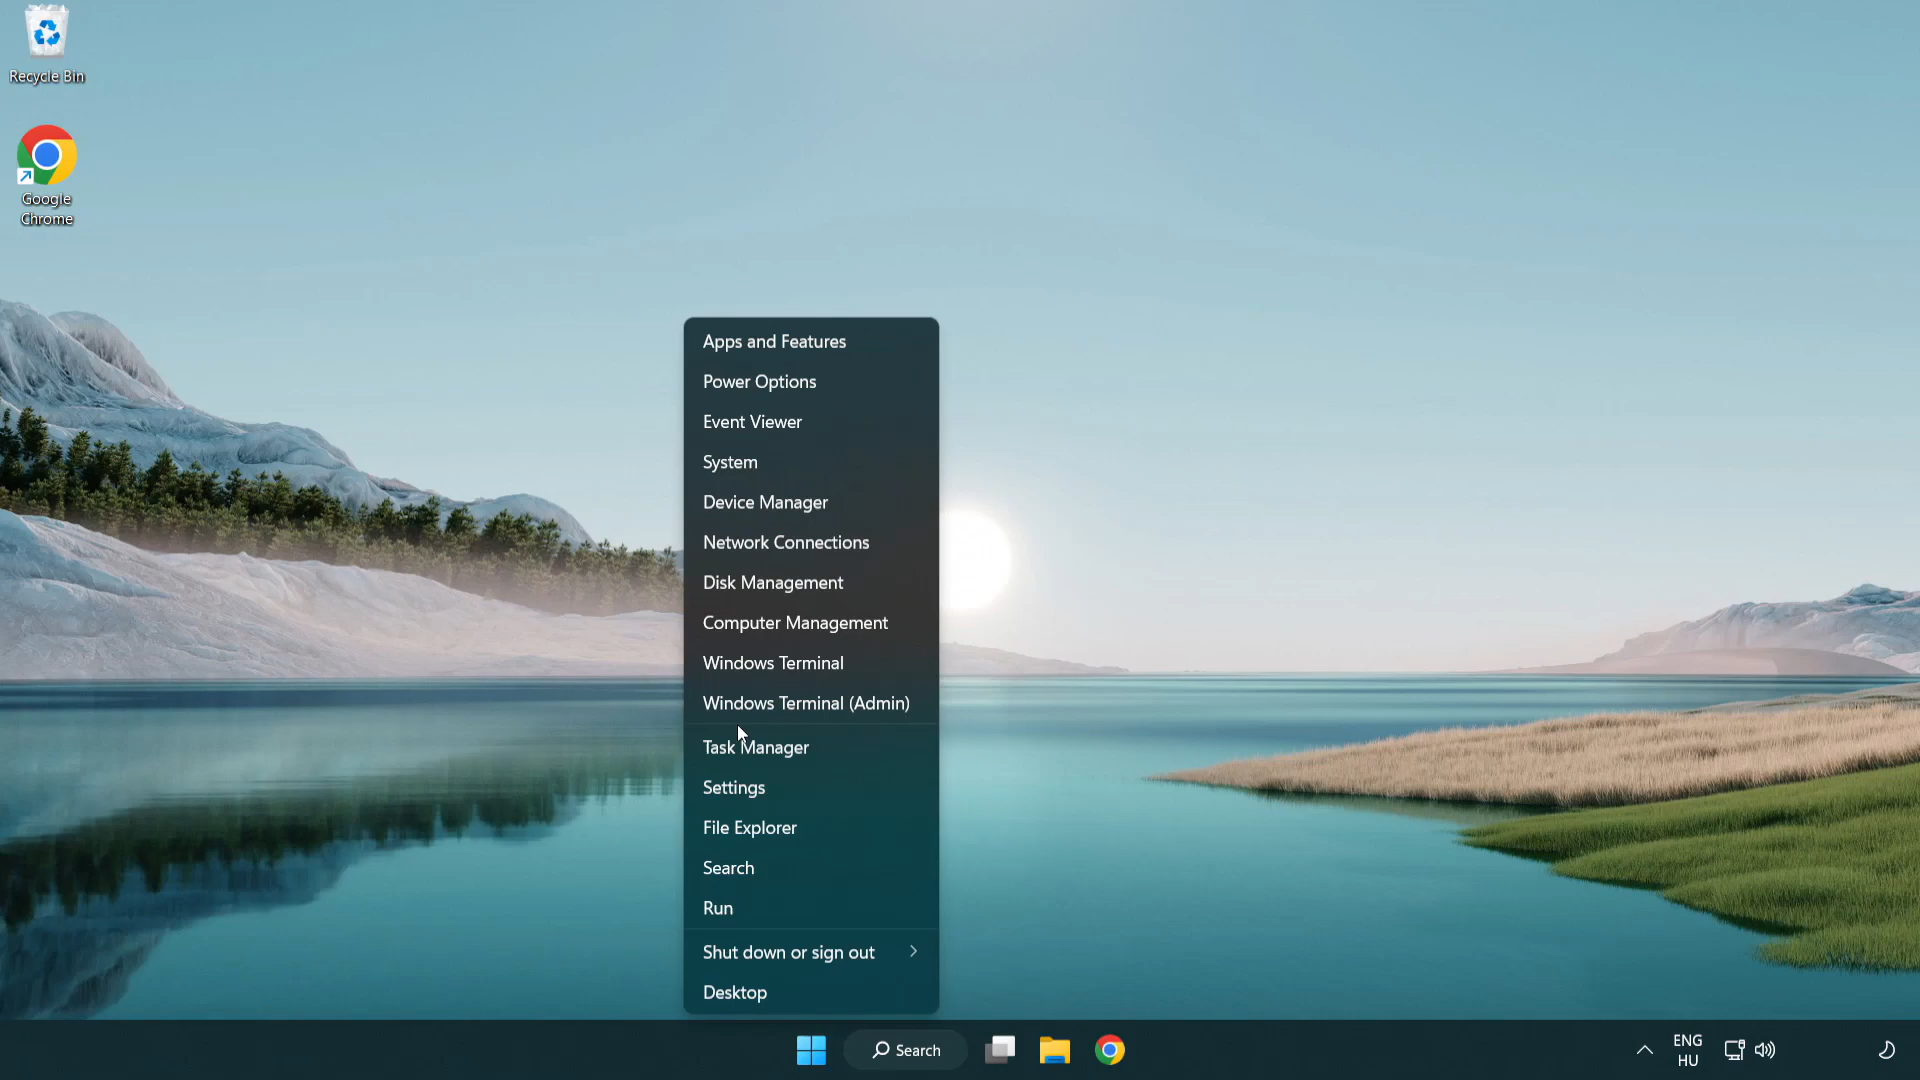 Recycle Bin
Google
Chrome
Apps and Features
Power Options
Event Viewer
System
Device Manager
Network Connections
Disk Management
Computer Management
Windows Terminal
Windows Terminal (Admin)
Task Manager
Settings
File Explorer
Search
Run
Shut down or sign out
Desktop
Search
ENG
HU